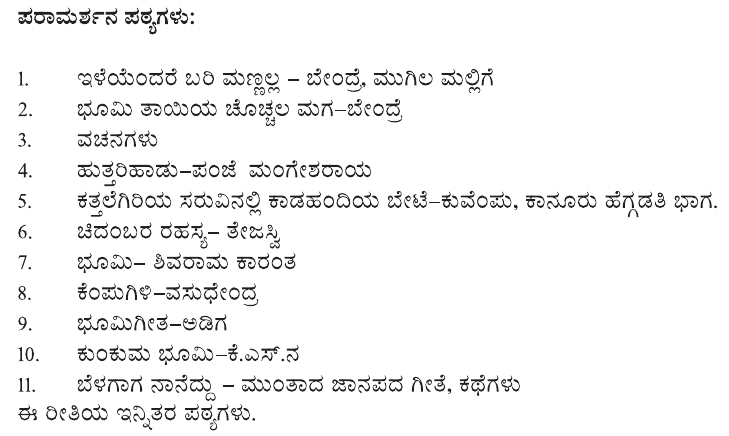 ಪರಾಮರ್ಶನ ಪಠ್ಯಗಳು:
1. ಇಳೆಯೆಂದರೆ ಬರಿ ಮಣ್ಣಲ್ಲ – ಬೇಂದ್ರೆ, ಮುಗಿಲ ಮಲ್ಲಿಗೆ
2. ಭೂಮಿ ತಾಯಿಯ ಚೊಚ್ಚಲ ಮಗ–ಬೇಂದ್ರೆ
3. ವಚನಗಳು
4. ಹುತ್ತರಿಹಾಡು–ಪಂಜೆ ಮಂಗೇಶರಾಯ
5. ಕತ್ತಲೆಗಿರಿಯ ಸರುವಿನಲ್ಲಿ ಕಾಡಹಂದಿಯ ಬೇಟೆ–ಕುವೆಂಪು, ಕಾನೂರು ಹೆಗ್ಗಡತಿ ಭಾಗ.
6. ಚಿದಂಬರ ರಹಸ್ಯ– ತೇಜಸ್ವಿ
7. ಭೂಮಿ– ಶಿವರಾಮ ಕಾರಂತ
8. ಕೆಂಪುಗಿಳಿ–ವಸುಧೇಂದ್ರ
9. ಭೂಮಿಗೀತ–ಅಡಿಗ
10. ಕುಂಕುಮ ಭೂಮಿ–ಕೆ.ಎಸ್.ನ
11. ಬೆಳಗಾಗ ನಾನೆದ್ದು – ಮುಂತಾದ ಜಾನಪದ ಗೀತೆ, ಕಥೆಗಳು
ಈ ರೀತಿಯ ಇನ್ನಿತರ ಪಠ್ಯಗಳು.